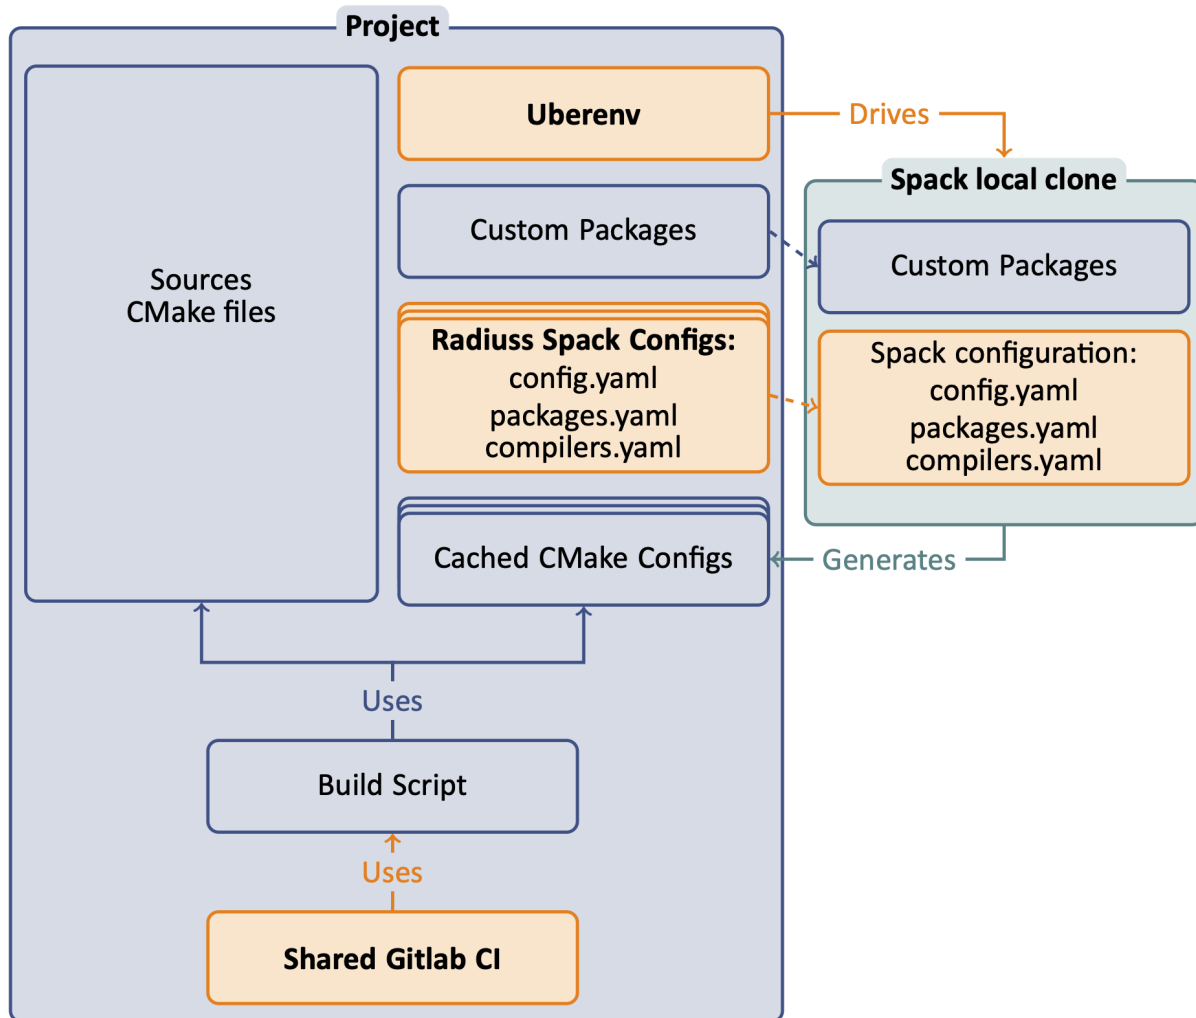 Project
Uberenv
Drives
Spack local clone
Custom Packages
Custom Packages
Sources
CMake files
Radiuss Spack Configs:
config.yaml
packages.yaml
compilers.yaml
Spack configuration:
config.yaml
packages.yaml
compilers.yaml
Cached CMake Configs
Generates
Uses
Build Script
Uses
Shared Gitlab CI